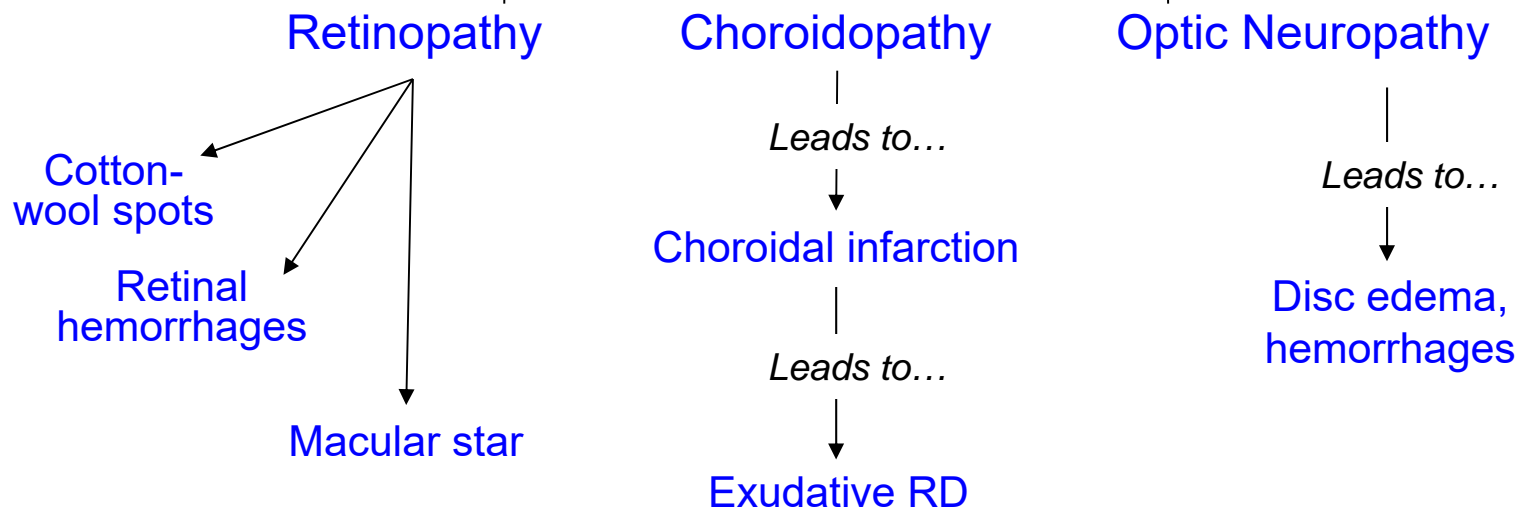 Retinopathy
Choroidopathy
Optic Neuropathy
Cotton-
wool spots
Retinal
hemorrhages
Macular star
Leads to…
Choroidal infarction
Leads to…
Exudative RD
Leads to…
Disc edema,
hemorrhages